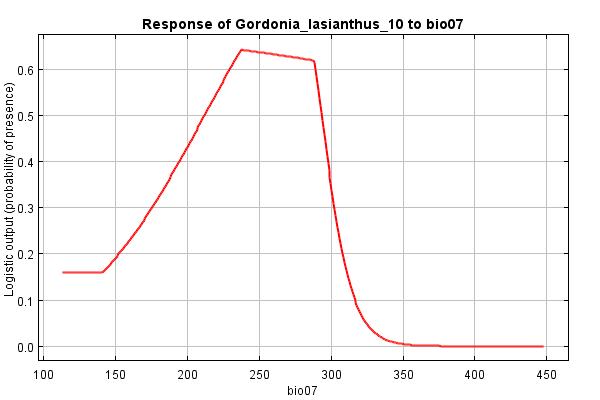 Response of Gordonia_lasianthus_10 to bio07
Logistic output (probability of presence)
0.6
0.5
0.4
0.3
0.2
0.1
0.0
100 150 200 250 300 350 400 450
bio07